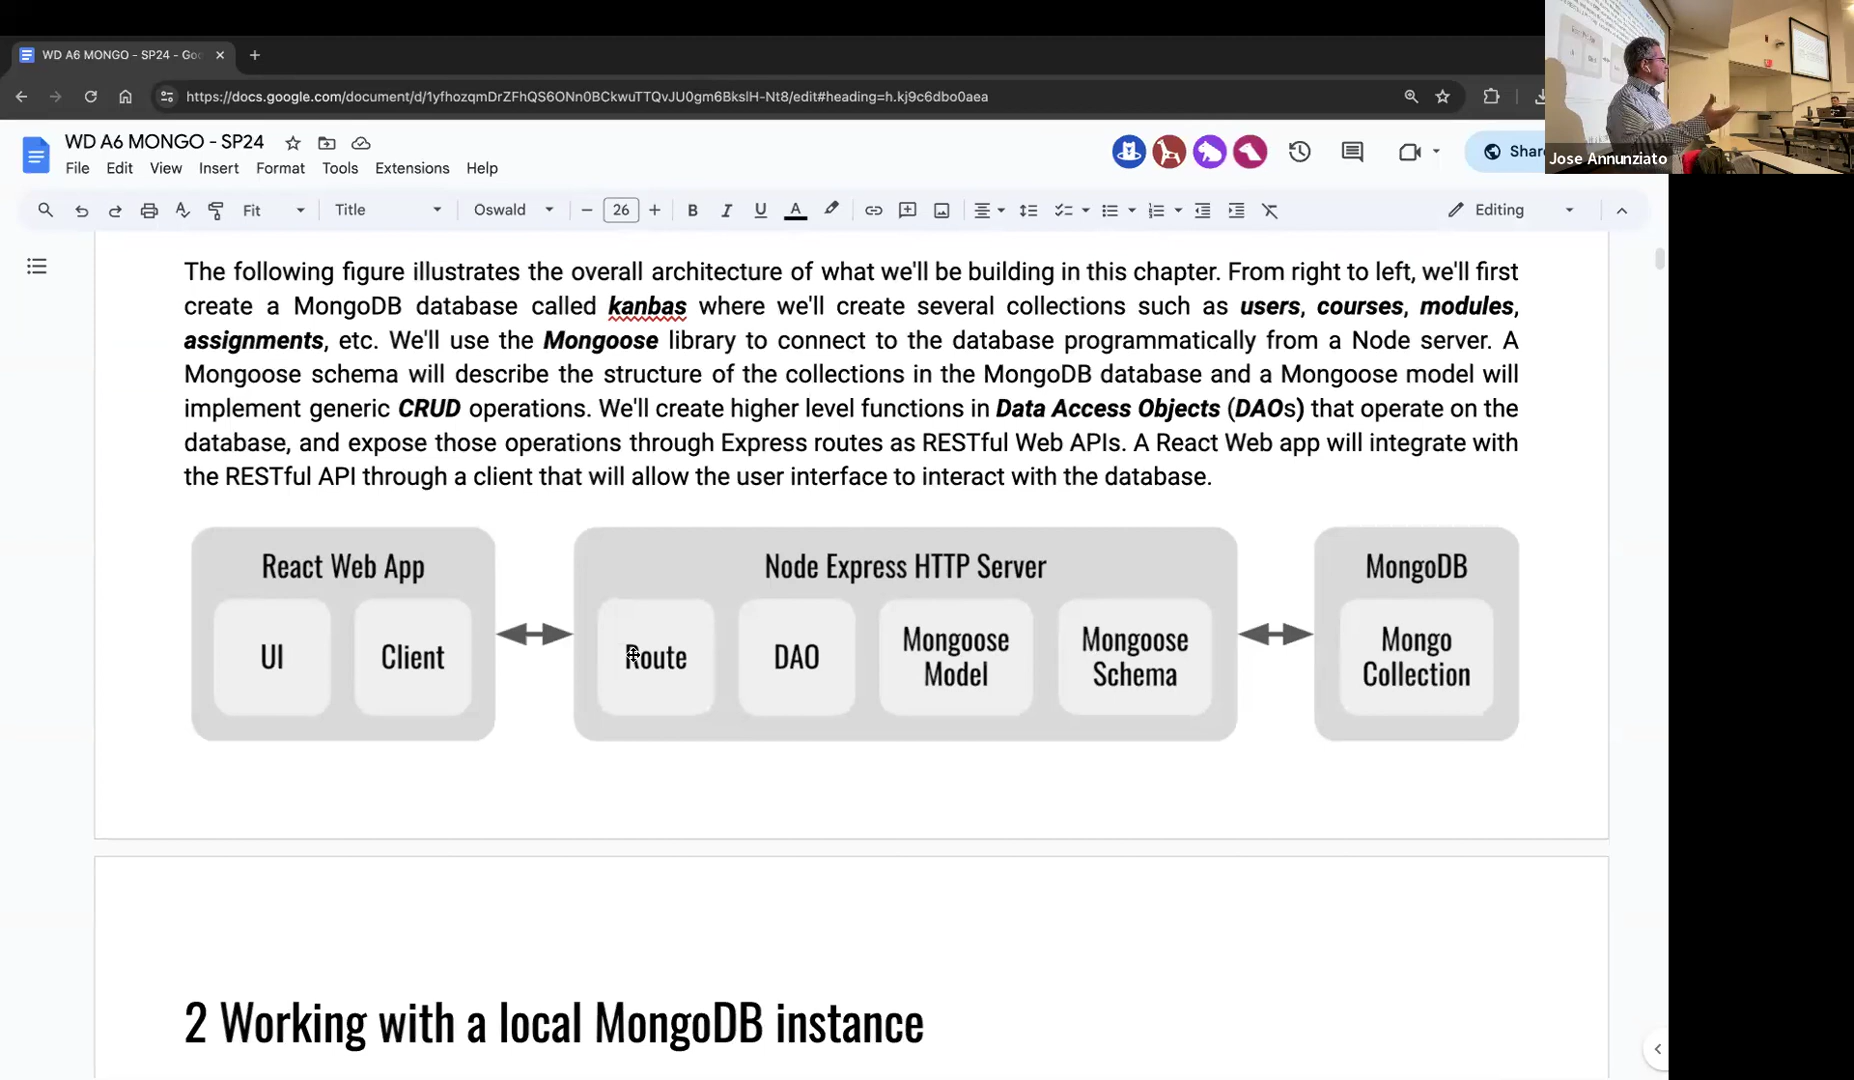 WD A6 MONGO - SP24 - Goo
https://docs.google.com/document/d/1yfhozqmDrZFhQS6ONn0BCkwuTTQvJU0gm6BkslH-Nt8/edit#heading=h.kj9c6dbo0aea
WD A6 MONGO - SP24
File Edit View Insert Format Tools Extensions Help
Share
Jose Annunziato
Fit Title Oswald 26 B I U A Editing
The following figure illustrates the overall architecture of what we'll be building in this chapter. From right to left, we'll first
create a MongoDB database called kanbas where we'll create several collections such as users, courses, modules,
assignments, etc. We'll use the Mongoose library to connect to the database programmatically from a Node server. A
Mongoose schema will describe the structure of the collections in the MongoDB database and a Mongoose model will
implement generic CRUD operations. We'll create higher level functions in Data Access Objects (DAOs) that operate on the
database, and expose those operations through Express routes as RESTful Web APIs. A React Web app will integrate with
the RESTful API through a client that will allow the user interface to interact with the database.
React Web App
UI
Client
Node Express HTTP Server
Route
DAO
Mongoose
Model
Mongoose
Schema
MongoDB
Mongo
Collection
2 Working with a local MongoDB instance